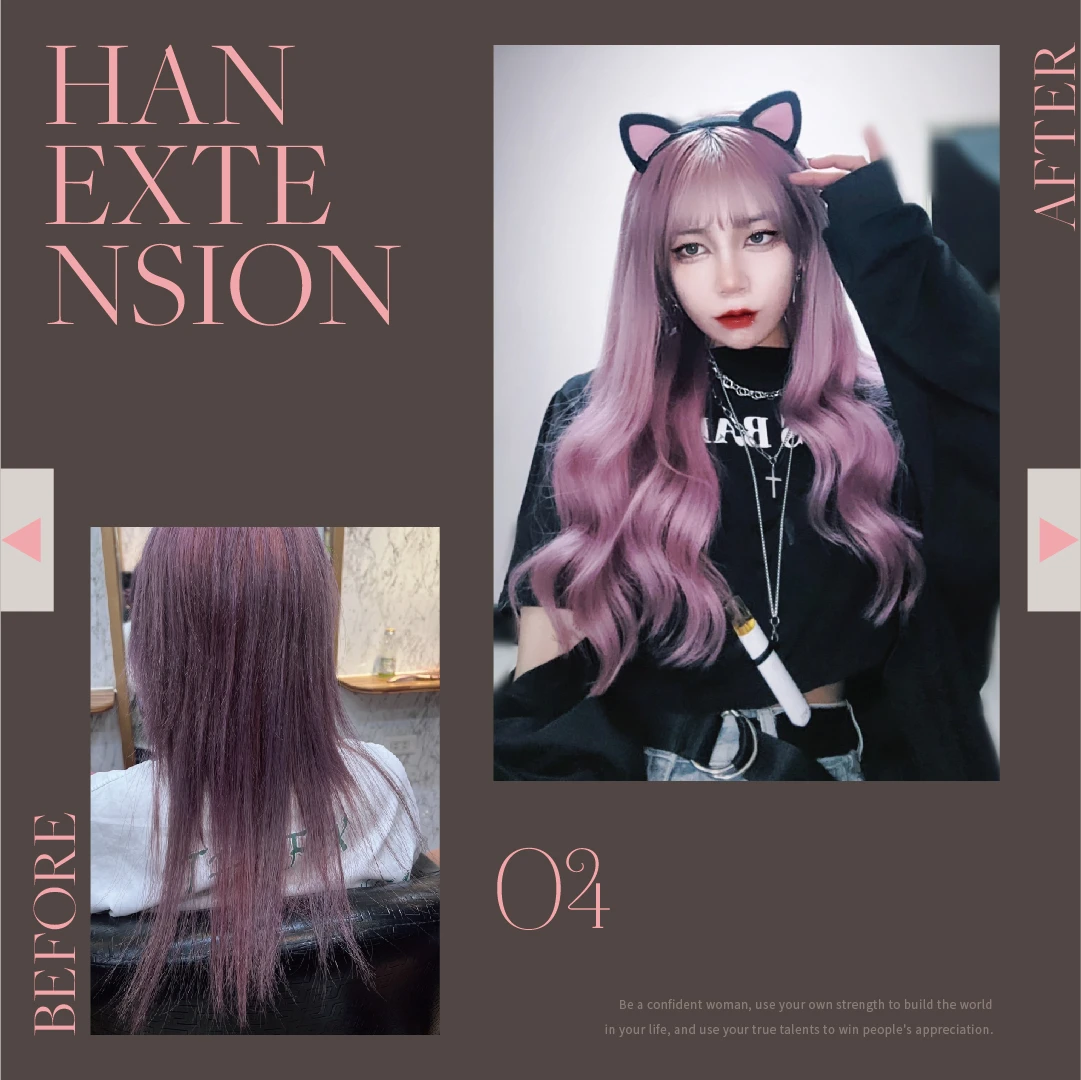 HAN
EXTE
NSION
AFTER
BEFORE
04
Be a confident woman, use your own strength to build the world
in your life, and use your true talents to win people's appreciation.